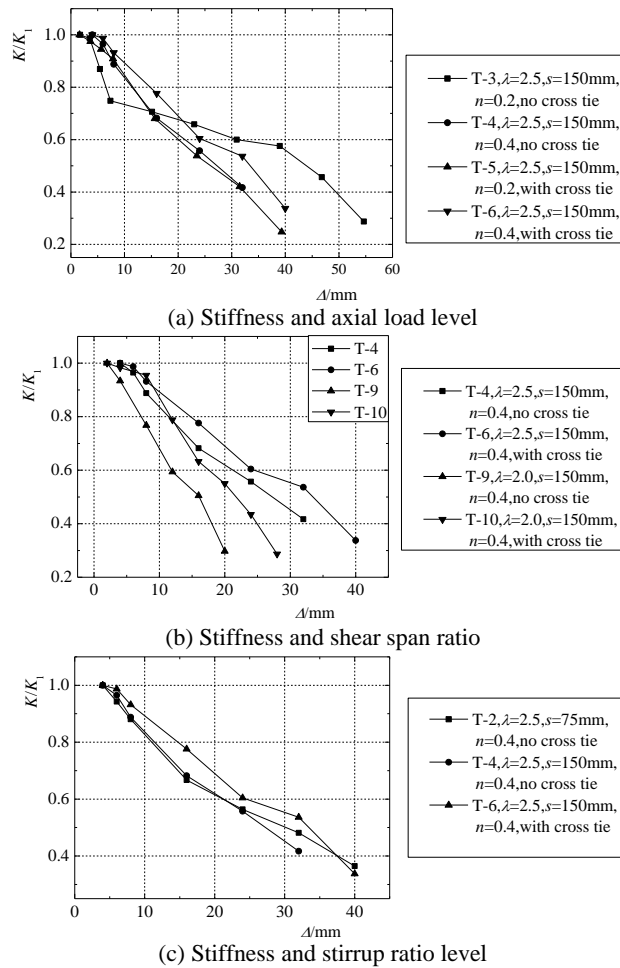 K/K1
1.0
0.8
0.6
0.4
0.2
0 10 20 30 40 50 60
Δ/mm
T-3,λ=2.5,s=150mm,
n=0.2,no cross tie
T-4,λ=2.5,s=150mm,
n=0.4,no cross tie
T-5,λ=2.5,s=150mm,
n=0.2,with cross tie
T-6,λ=2.5,s=150mm,
n=0.4,with cross tie
(a) Stiffness and axial load level
K/K1
1.0
0.8
0.6
0.4
0.2
0 10 20 30 40
Δ/mm
T-4
T-6
T-9
T-10
T-4,λ=2.5,s=150mm,
n=0.4,no cross tie
T-6,λ=2.5,s=150mm,
n=0.4,with cross tie
T-9,λ=2.0,s=150mm,
n=0.4,no cross tie
T-10,λ=2.0,s=150mm,
n=0.4,with cross tie
(b) Stiffness and shear span ratio
K/K1
1.0
0.8
0.6
0.4
0 10 20 30 40
Δ/mm
T-2,λ=2.5,s=75mm,
n=0.4,no cross tie
T-4,λ=2.5,s=150mm,
n=0.4,no cross tie
T-6,λ=2.5,s=150mm,
n=0.4,with cross tie
(c) Stiffness and stirrup ratio level